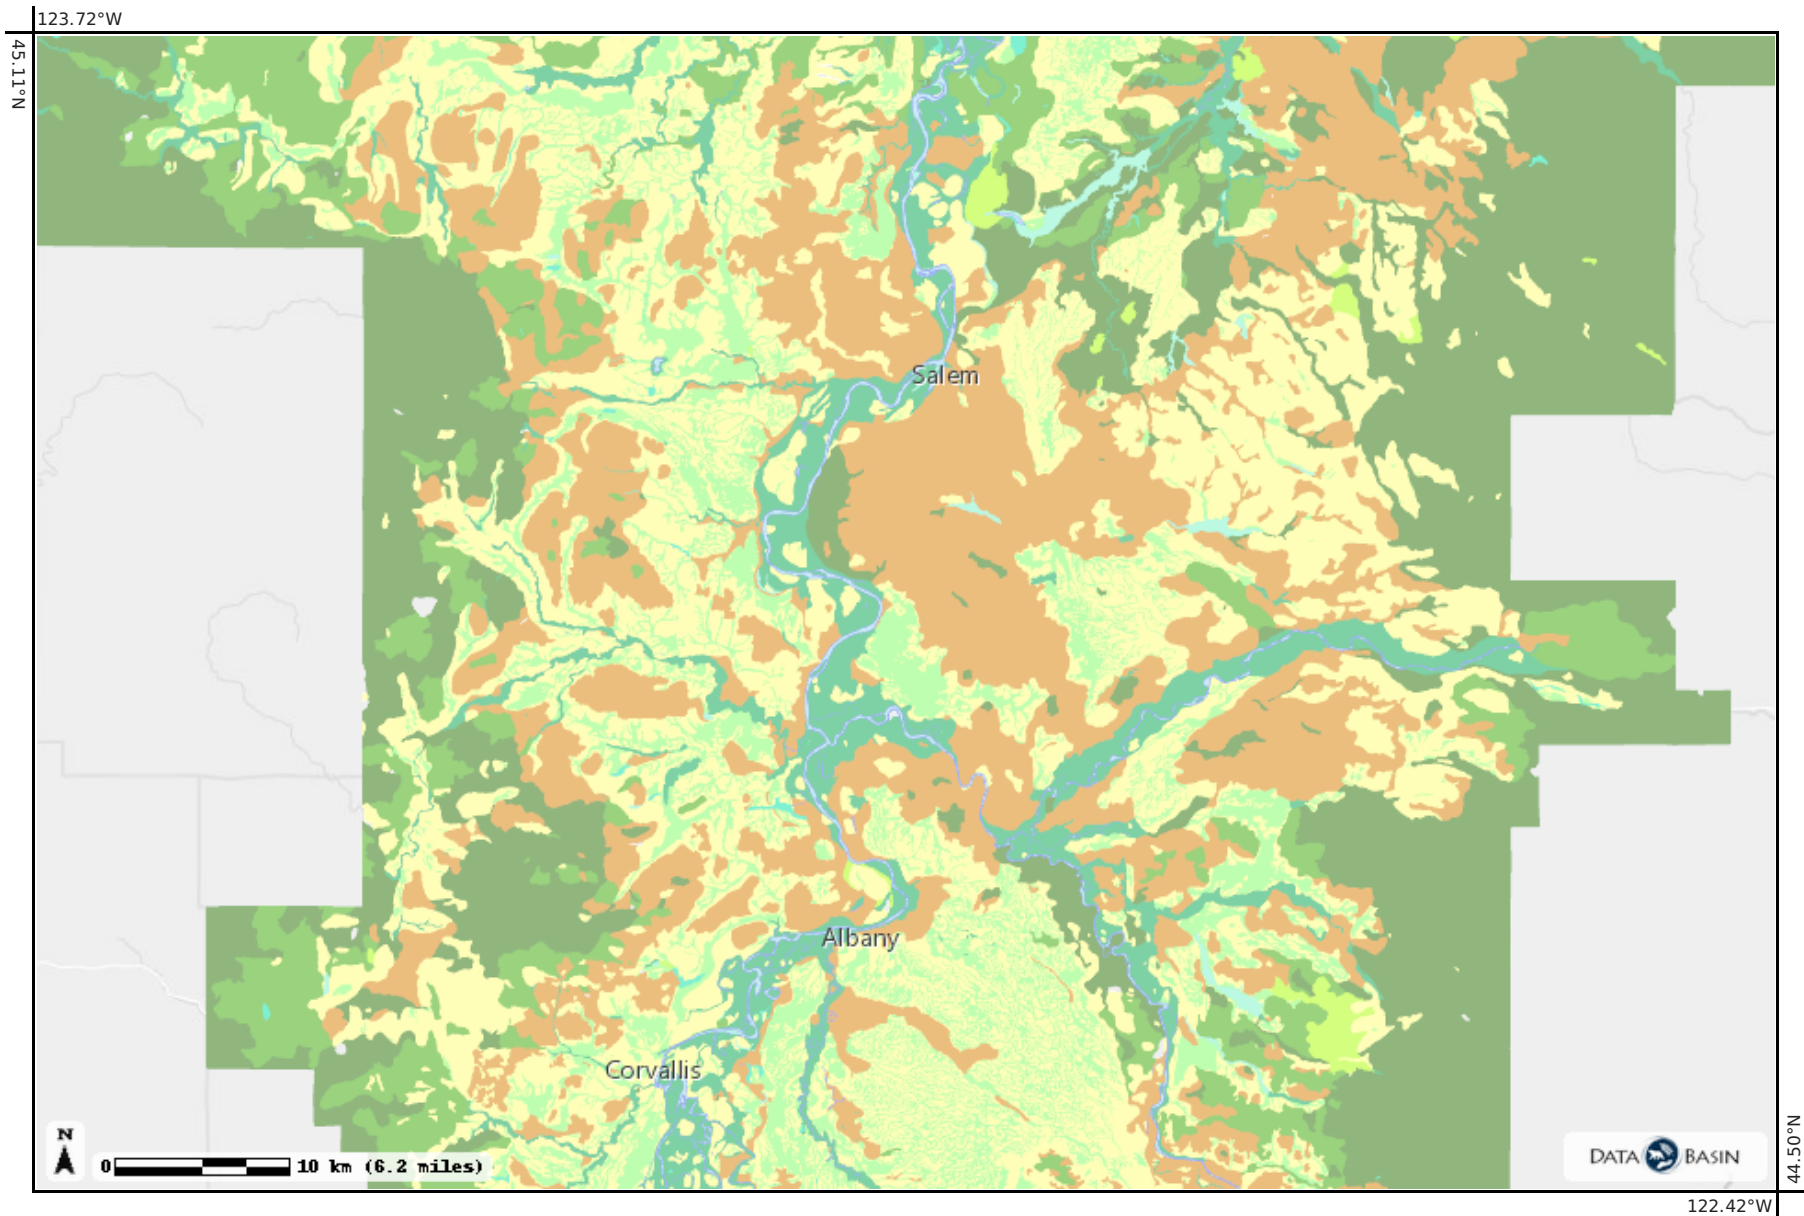 123.72°W
45.11°N
Salem
Albany
Corvallis
N
0 10 km (6.2 miles)
DATA BASIN
44.50°N
122.42°W